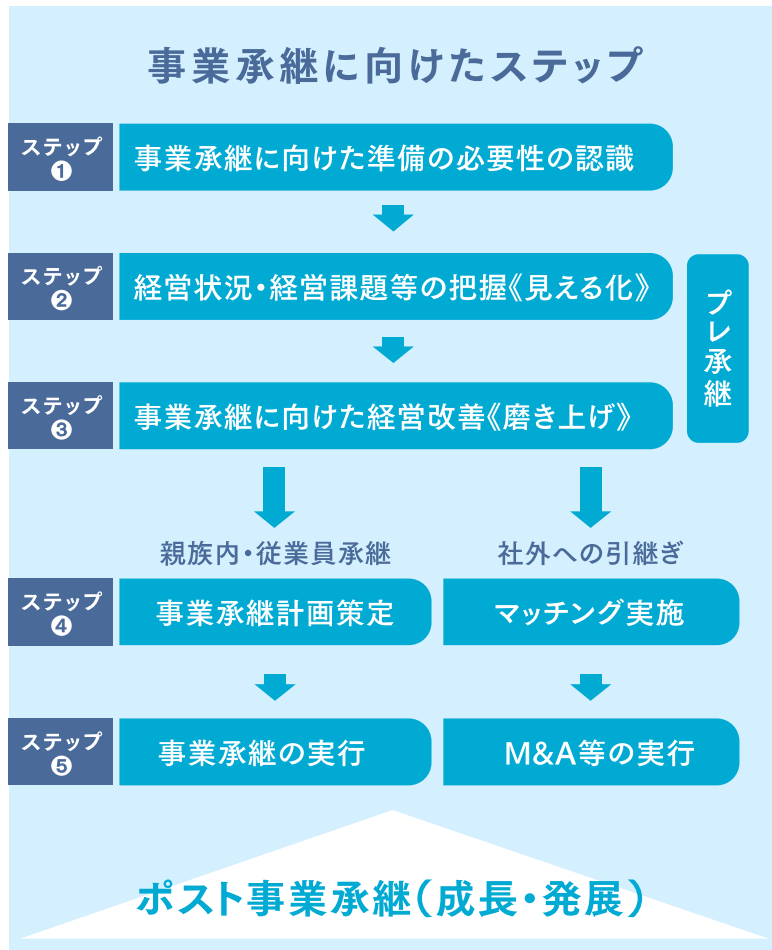 事業承継に向けたステップ
ステップ
❶
事業承継に向けた準備の必要性の認識
ステップ
❷
経営状況・経営課題等の把握《見える化》
プレ承継
ステップ
❸
事業承継に向けた経営改善《磨き上げ》
親族内・従業員承継
社外への引継ぎ
ステップ
❹
事業承継計画策定
マッチング実施
ステップ
❺
事業承継の実行
M&A等の実行
ポスト事業承継(成長・発展)